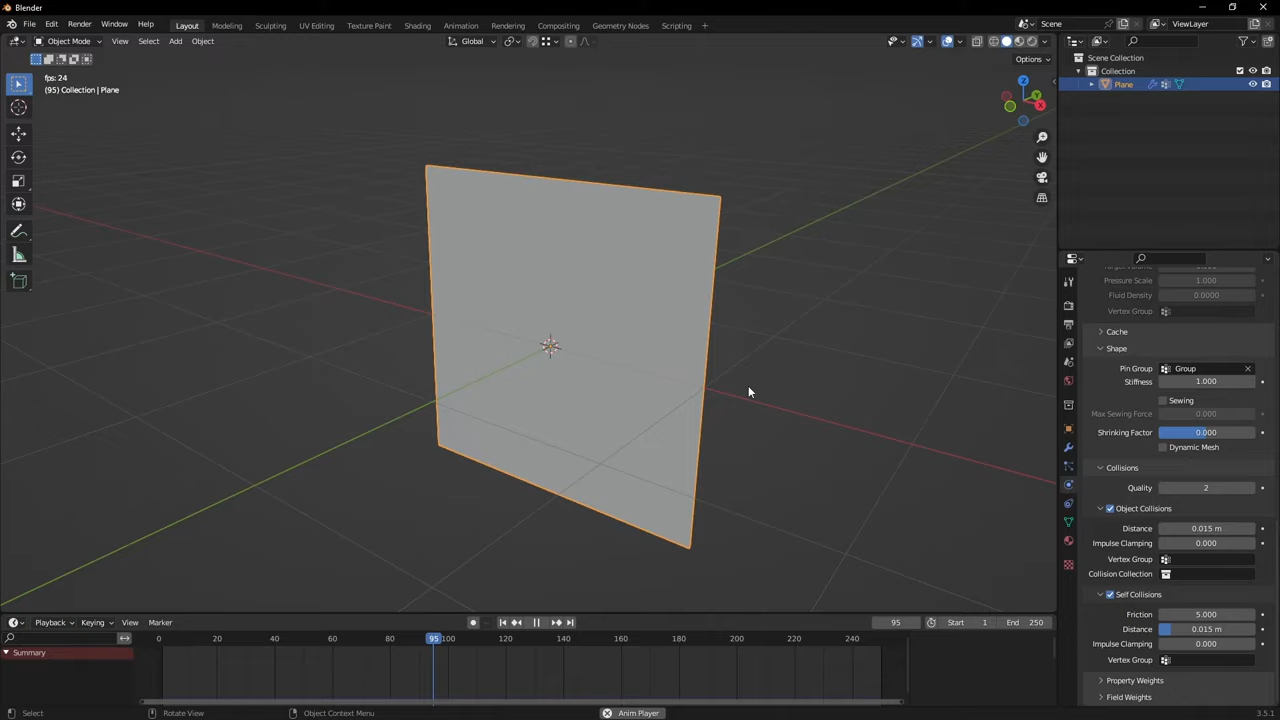 Blender
File Edit Render Window Help
Layout Modeling Sculpting UV Editing Texture Paint Shading Animation Rendering Compositing Geometry Nodes Scripting +
Scene
ViewLayer
Object Mode View Select Add Object
Global
Options
fps: 24
(95) Collection | Plane
Z
Y
X
Scene Collection
Collection
Plane
Pressure Scale 1.000
Fluid Density 0.0000
Vertex Group
Cache
Shape
Pin Group Group
Stiffness 1.000
Sewing
Max Sewing Force 0.000
Shrinking Factor 0.000
Dynamic Mesh
Collisions
Quality 2
Object Collisions
Distance 0.015 m
Impulse Clamping 0.000
Vertex Group
Collision Collection
Self Collisions
Friction 5.000
Distance 0.015 m
Impulse Clamping 0.000
Vertex Group
Property Weights
Field Weights
Playback Keying View Marker
95 Start 1 End 250
0 20 40 60 80 95 100 120 140 160 180 200 220 240
Summary
Select Rotate View Object Context Menu Anim Player 3.5.1